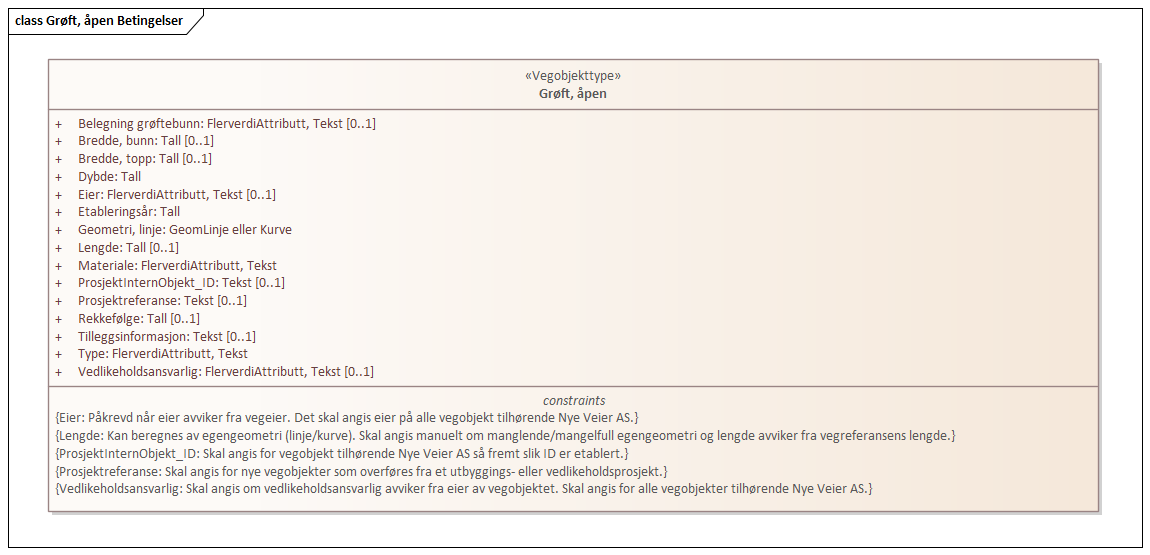 class Grøft, åpen Betingelser
«Vegobjekttype»
Grøft, åpen
+ Belegning grøftebunn: FlerverdiAttributt, Tekst [0..1]
+ Bredde, bunn: Tall [0..1]
+ Bredde, topp: Tall [0..1]
+ Dybde: Tall
+ Eier: FlerverdiAttributt, Tekst [0..1]
+ Etableringsår: Tall
+ Geometri, linje: GeomLinje eller Kurve
+ Lengde: Tall [0..1]
+ Materiale: FlerverdiAttributt, Tekst
+ ProsjektInternObjekt_ID: Tekst [0..1]
+ Prosjektreferanse: Tekst [0..1]
+ Rekkefølge: Tall [0..1]
+ Tilleggsinformasjon: Tekst [0..1]
+ Type: FlerverdiAttributt, Tekst
+ Vedlikeholdsansvarlig: FlerverdiAttributt, Tekst [0..1]
constraints
{Eier: Påkrevd når eier avviker fra vegeier. Det skal angis eier på alle vegobjekt tilhørende Nye Veier AS.}
{Lengde: Kan beregnes av egengeometri (linje/kurve). Skal angis manuelt om manglende/mangelfull egengeometri og lengde avviker fra vegreferansens lengde.}
{ProsjektInternObjekt_ID: Skal angis for vegobjekt tilhørende Nye Veier AS så fremt slik ID er etablert.}
{Prosjektreferanse: Skal angis for nye vegobjekter som overføres fra et utbyggings- eller vedlikeholdsprosjekt.}
{Vedlikeholdsansvarlig: Skal angis om vedlikeholdsansvarlig avviker fra eier av vegobjektet. Skal angis for alle vegobjekter tilhørende Nye Veier AS.}